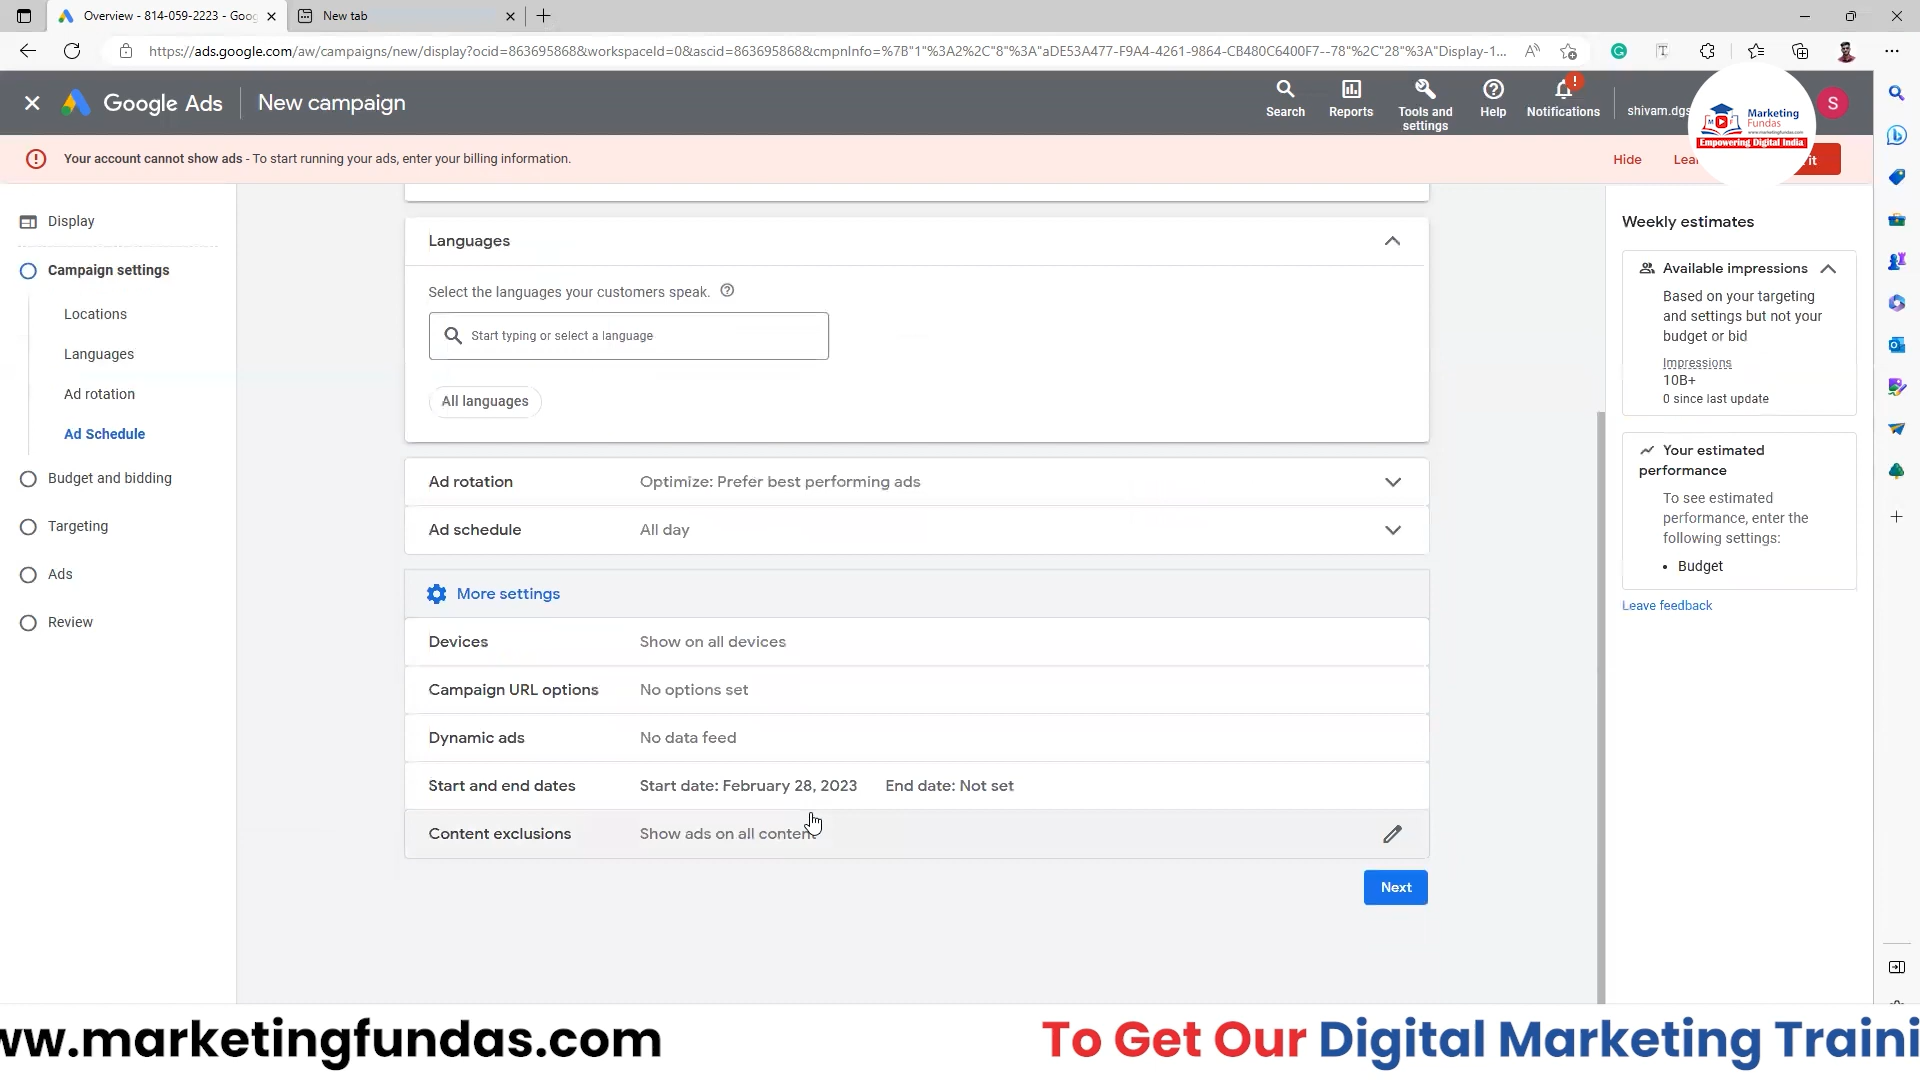 Overview - 814-059-2223 - Goog
New tab
https://ads.google.com/aw/campaigns/new/display?ocid=863695868&workspaceId=0&ascid=863695868&cmpnInfo=%7B"1"%3A2%2C"8"%3A"aDE53A477-F9A4-4261-9864-CB480C6400F7--78"%2C"28"%3A"Display-1...
Google Ads
New campaign
Search
Reports
Tools and settings
Help
Notifications
shivam.dgs
S
Marketing
Fundas
www.marketingfundas.com
Empowering Digital India
Your account cannot show ads - To start running your ads, enter your billing information.
Hide
Lea
it
Display
Campaign settings
Locations
Languages
Ad rotation
Ad Schedule
Budget and bidding
Targeting
Ads
Review
Languages
Select the languages your customers speak.
Start typing or select a language
All languages
Ad rotation Optimize: Prefer best performing ads
Ad schedule All day
More settings
Devices Show on all devices
Campaign URL options No options set
Dynamic ads No data feed
Start and end dates Start date: February 28, 2023 End date: Not set
Content exclusions Show ads on all content
Next
Weekly estimates
Available impressions
Based on your targeting
and settings but not your
budget or bid
Impressions
10B+
0 since last update
Your estimated
performance
To see estimated
performance, enter the
following settings:
• Budget
Leave feedback
ww.marketingfundas.com
To Get Our Digital Marketing Traini